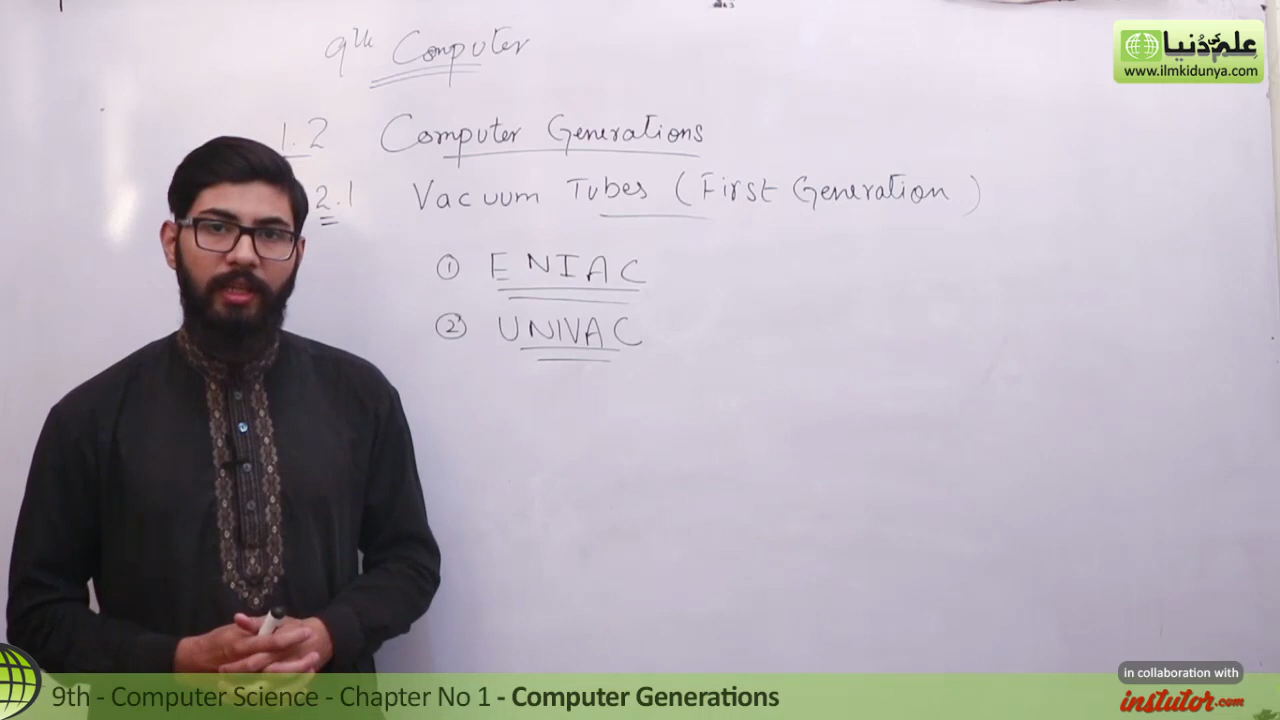 9th Computer
1.2 Computer Generations
2.1 Vacuum Tubes (First Generation)
① ENIAC
② UNIVAC
علم کی دُنیا
www.ilmkidunya.com
in collaboration with
instutor.com
9th - Computer Science - Chapter No 1 - Computer Generations